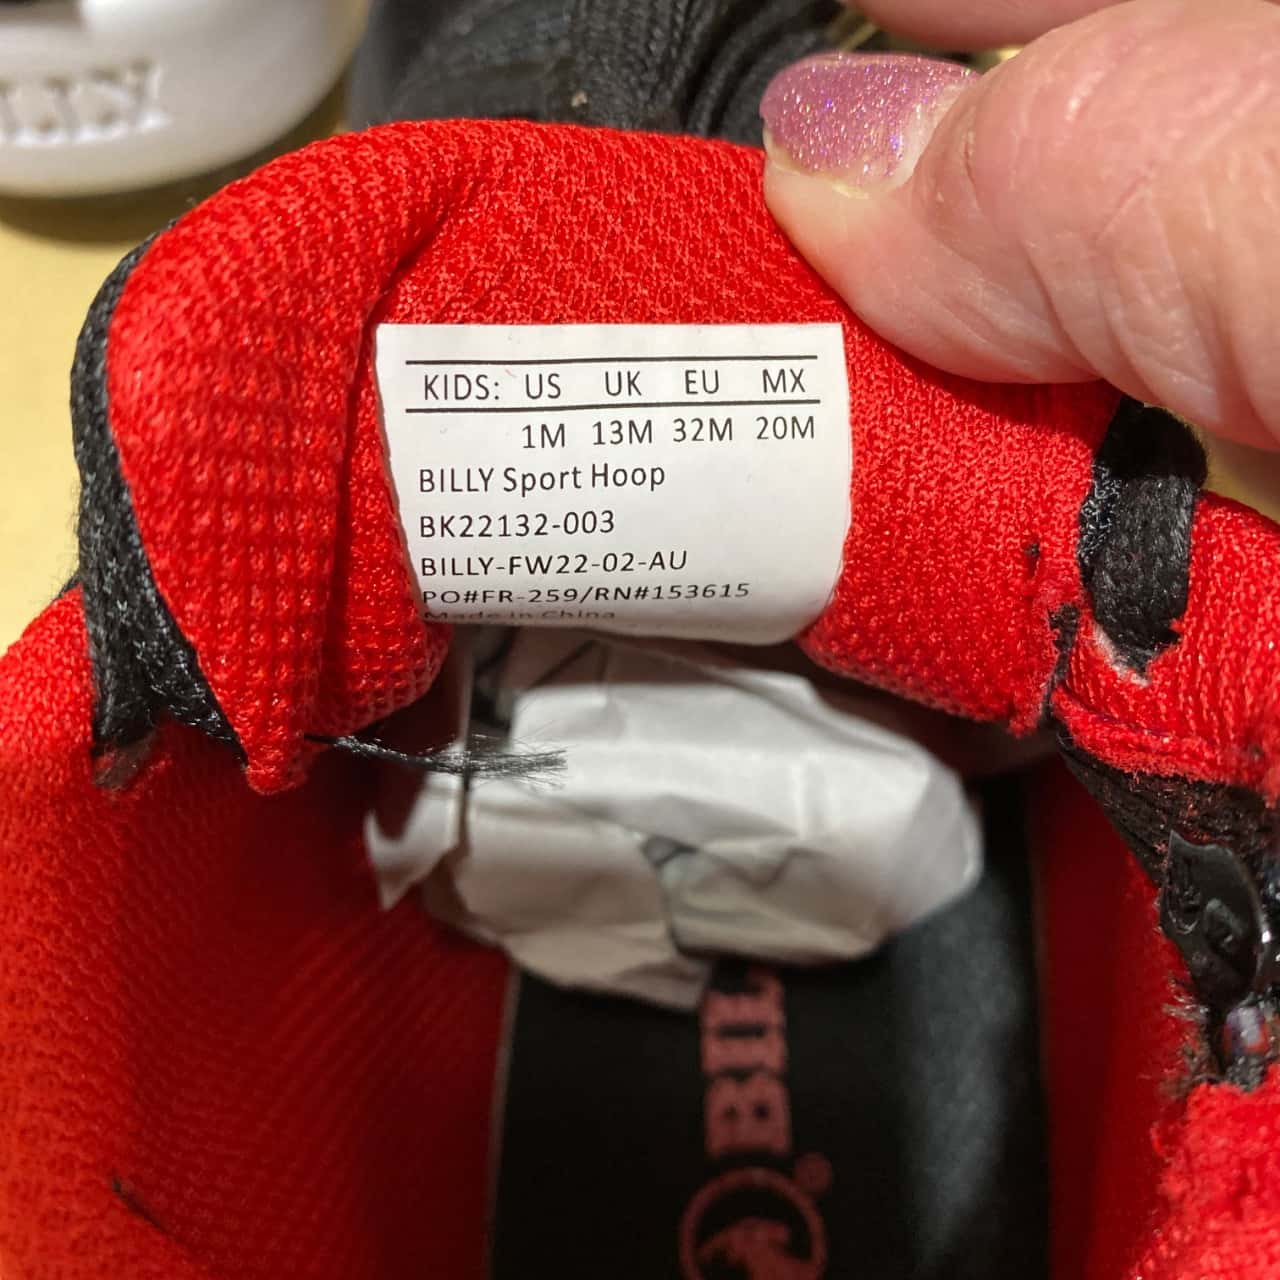 KIDS: US UK EU MX
1M 13M 32M 20M
BILLY Sport Hoop
BK22132-003
BILLY-FW22-02-AU
PO#FR-259/RN#153615
Made in China
BILL
®